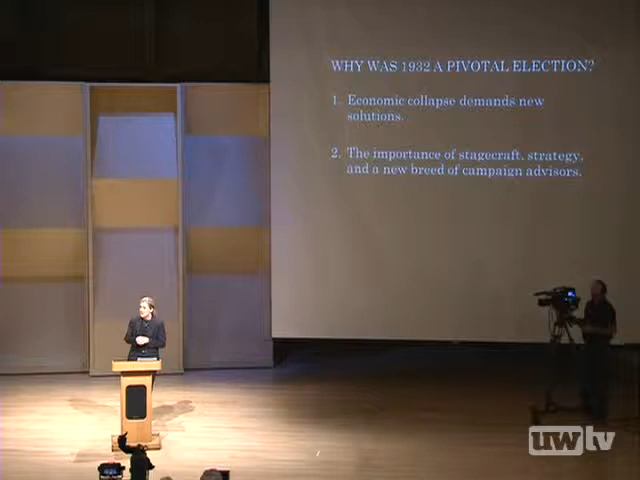 WHY WAS 1932 A PIVOTAL ELECTION?
1. Economic collapse demands new
solutions.
2. The importance of stagecraft, strategy,
and a new breed of campaign advisors.
uwtv